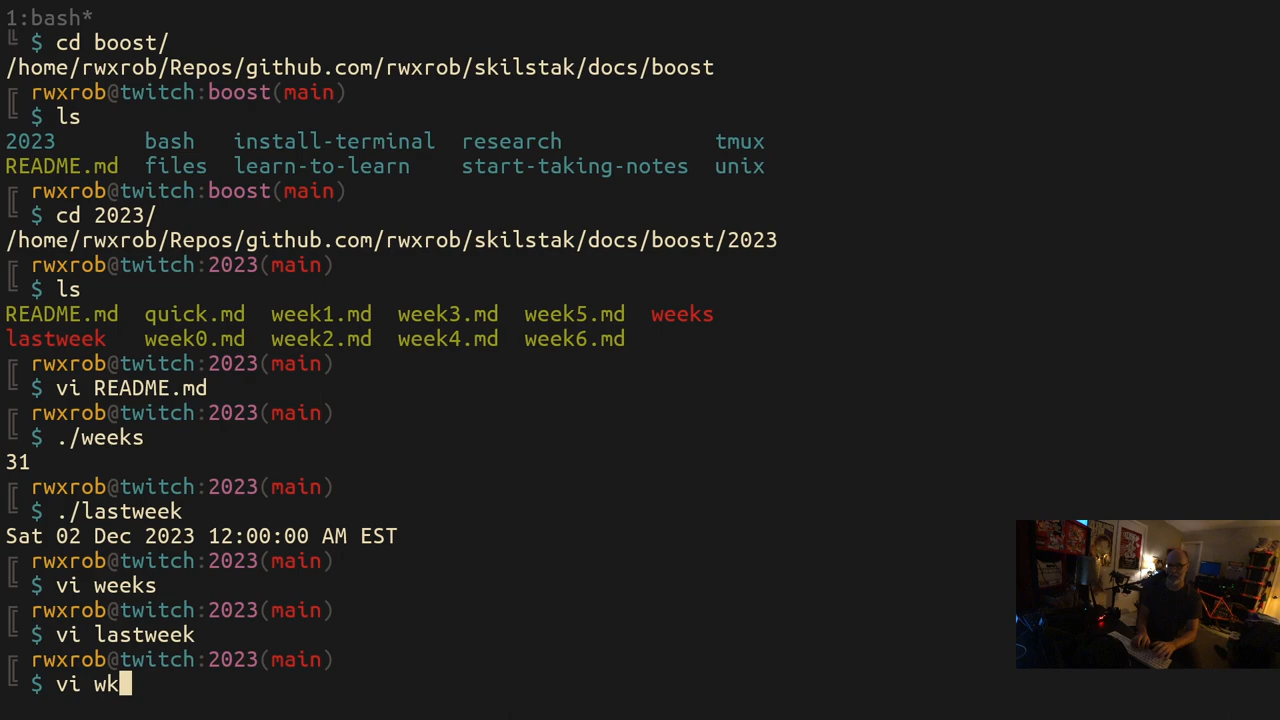 1:bash*
$ cd boost/
/home/rwxrob/Repos/github.com/rwxrob/skilstak/docs/boost
rwxrob@twitch:boost(main)
$ ls
2023 bash install-terminal research tmux
README.md files learn-to-learn start-taking-notes unix
rwxrob@twitch:boost(main)
$ cd 2023/
/home/rwxrob/Repos/github.com/rwxrob/skilstak/docs/boost/2023
rwxrob@twitch:2023(main)
$ ls
README.md quick.md week1.md week3.md week5.md weeks
lastweek week0.md week2.md week4.md week6.md
rwxrob@twitch:2023(main)
$ vi README.md
rwxrob@twitch:2023(main)
$ ./weeks
31
rwxrob@twitch:2023(main)
$ ./lastweek
Sat 02 Dec 2023 12:00:00 AM EST
rwxrob@twitch:2023(main)
$ vi weeks
rwxrob@twitch:2023(main)
$ vi lastweek
rwxrob@twitch:2023(main)
$ vi wk